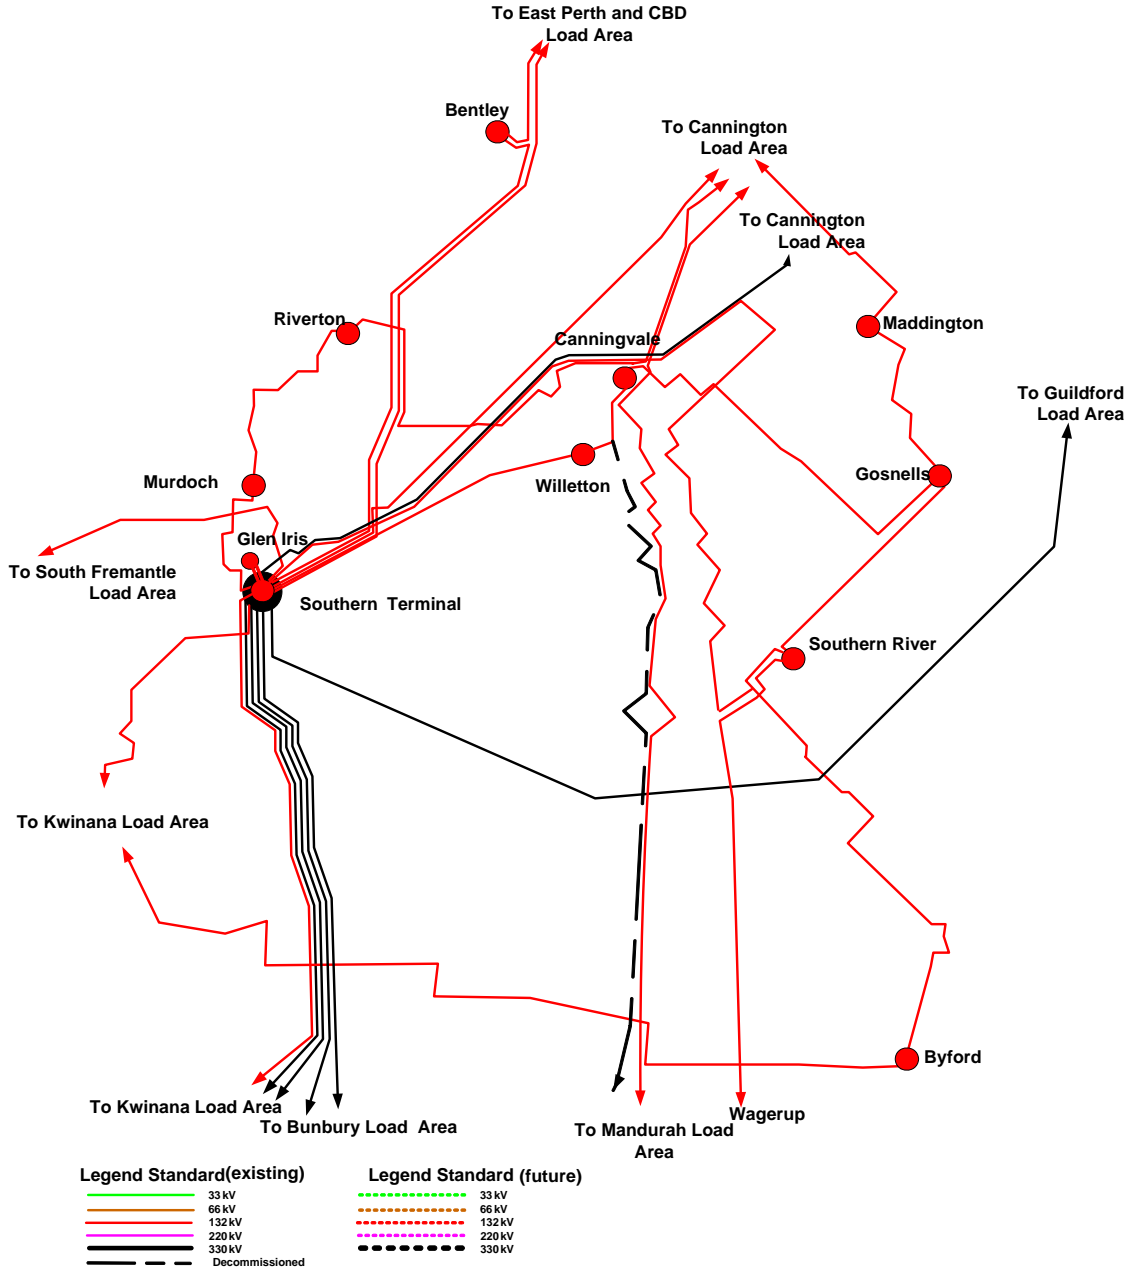 To East Perth and CBD
Load Area
Bentley
To Cannington
Load Area
To Cannington
Load Area
Riverton
Canningvale
Maddington
To Guildford
Load Area
Murdoch
Willetton
Gosnells
Glen Iris
To South Fremantle
Load Area
Southern Terminal
Southern River
To Kwinana Load Area
Byford
To Kwinana Load Area
To Bunbury Load Area
Wagerup
To Mandurah Load
Area
Legend Standard(existing)
33 kV
66 kV
132 kV
220 kV
330 kV
Decommissioned
Legend Standard (future)
33 kV
66 kV
132 kV
220 kV
330 kV